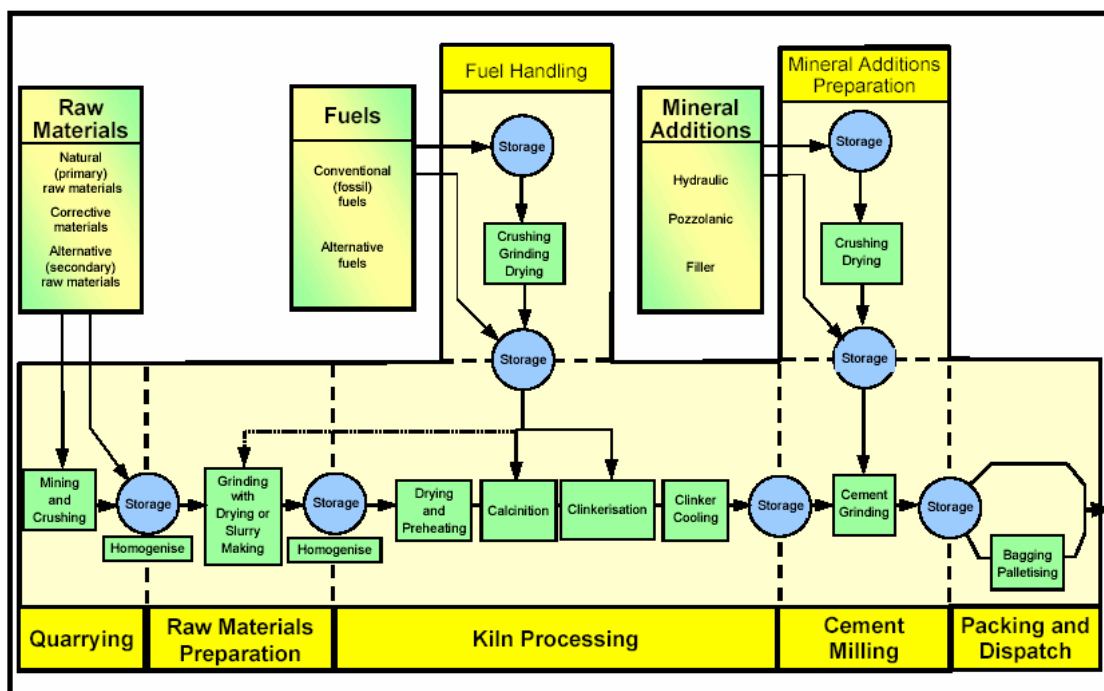 Fuel Handling
Mineral Additions
Preparation
Raw
Materials
Natural
(primary)
raw materials
Corrective
materials
Alternative
(secondary)
raw materials
Fuels
Conventional
(fossil)
fuels
Alternative
fuels
Storage
Crushing
Grinding
Drying
Storage
Mineral
Additions
Hydraulic
Pozzolanic
Filler
Storage
Crushing
Drying
Storage
Mining
and
Crushing
Storage
Homogenise
Grinding
with
Drying or
Slurry
Making
Storage
Homogenise
Drying
and
Preheating
Calcinition
Clinkerisation
Clinker
Cooling
Storage
Cement
Grinding
Storage
Bagging
Palletising
Quarrying
Raw Materials
Preparation
Kiln Processing
Cement
Milling
Packing and
Dispatch